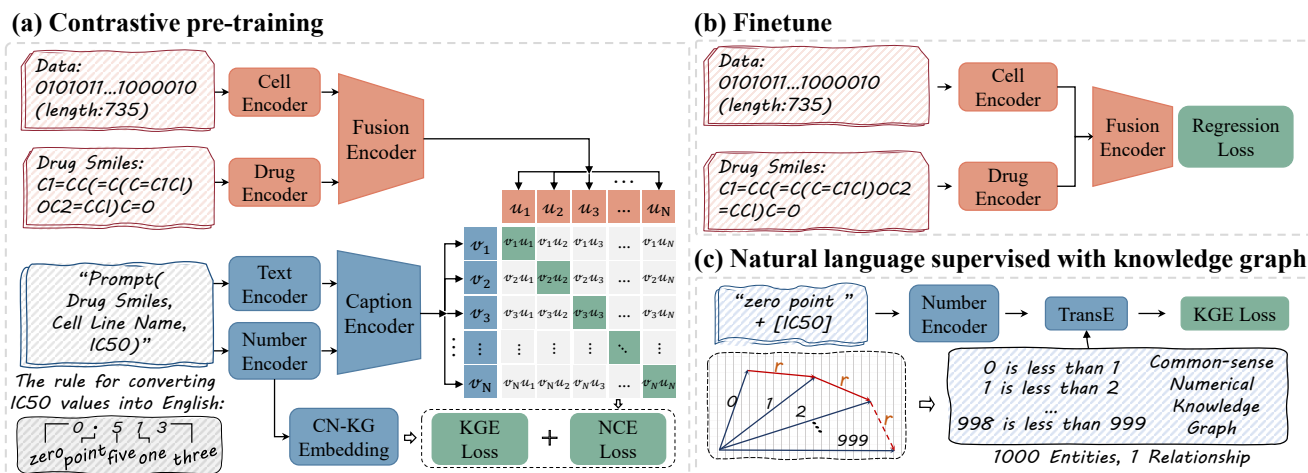 (a) Contrastive pre-training
Data:
0101011...1000010
(length:735)
Cell
Encoder
Drug Smiles:
C1=CC(=C(C=C1Cl)
OC2=CCl)C=O
Drug
Encoder
Fusion
Encoder
...
u1 u2 u3 ... uN
v1 v1u1 v1u2 v1u3 ... v1uN
v2 v2u1 v2u2 v2u3 ... v2uN
v3 v3u1 v3u2 v3u3 ... v3uN
⋮ ⋮ ⋮ ⋮ ⋱ ⋮
vN vNu1 vNu2 vNu3 ... vNuN
“Prompt(
Drug Smiles,
Cell Line Name,
IC50)”
Text
Encoder
Number
Encoder
Caption
Encoder
The rule for converting
IC50 values into English:
0 . 5 1 3
zero point five one three
CN-KG
Embedding
KGE
Loss
+
NCE
Loss
(b) Finetune
Data:
0101011...1000010
(length:735)
Cell
Encoder
Drug Smiles:
C1=CC(=C(C=C1Cl)OC2
=CCl)C=O
Drug
Encoder
Fusion
Encoder
Regression
Loss
(c) Natural language supervised with knowledge graph
“zero point ”
+ [IC50]
Number
Encoder
TransE
KGE Loss
r
r
r
0
1
2
...
999
0 is less than 1
1 is less than 2
...
998 is less than 999
Common-sense
Numerical
Knowledge
Graph
1000 Entities, 1 Relationship